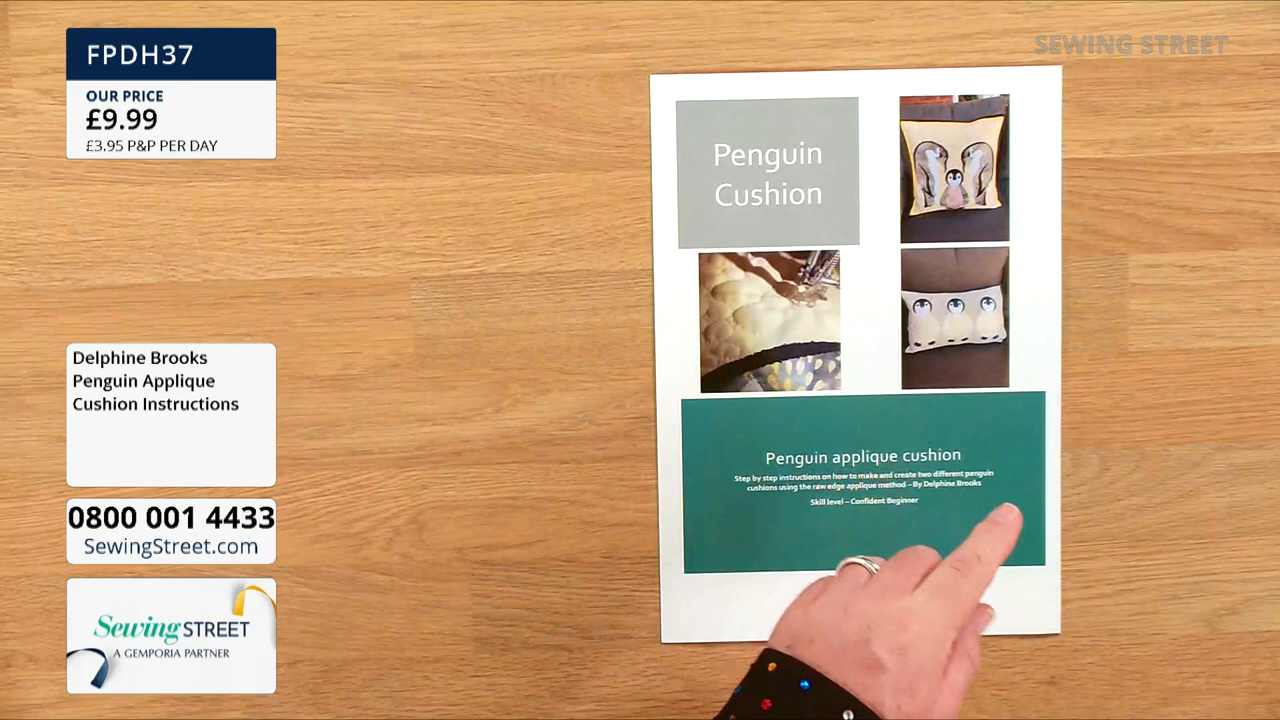 FPDH37
OUR PRICE
£9.99
£3.95 P&P PER DAY
Delphine Brooks
Penguin Applique
Cushion Instructions
0800 001 4433
SewingStreet.com
Sewing STREET
A GEMPORIA PARTNER
SEWING STREET
Penguin
Cushion
Penguin applique cushion
Step by step instructions on how to make and create two different penguin
cushions using the raw edge applique method – By Delphine Brooks
Skill level – Confident Beginner